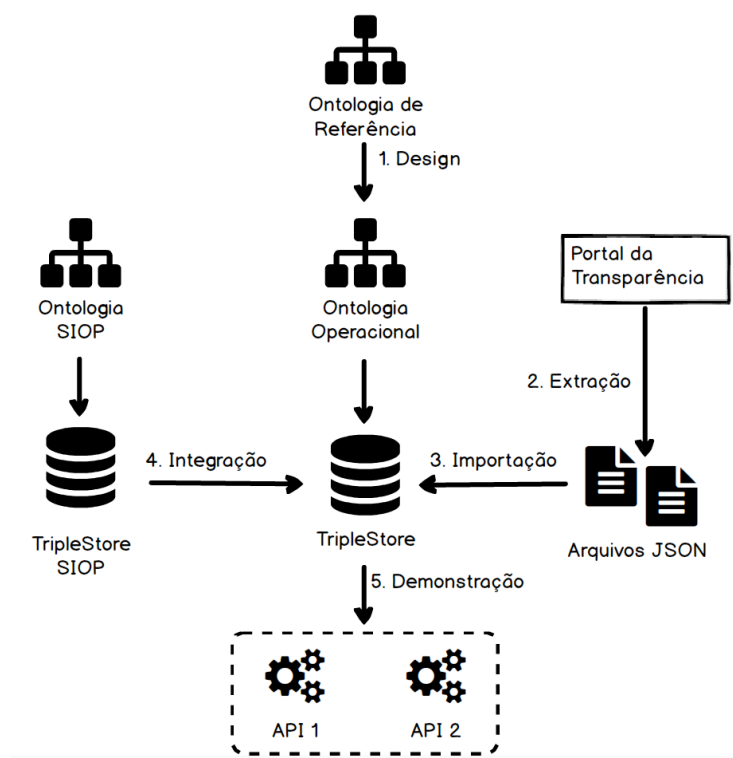 Ontologia de
Referência
1. Design
Ontologia
SIOP
Ontologia
Operacional
Portal da
Transparência
2. Extração
4. Integração
3. Importação
TripleStore
SIOP
TripleStore
Arquivos JSON
5. Demonstração
API 1
API 2